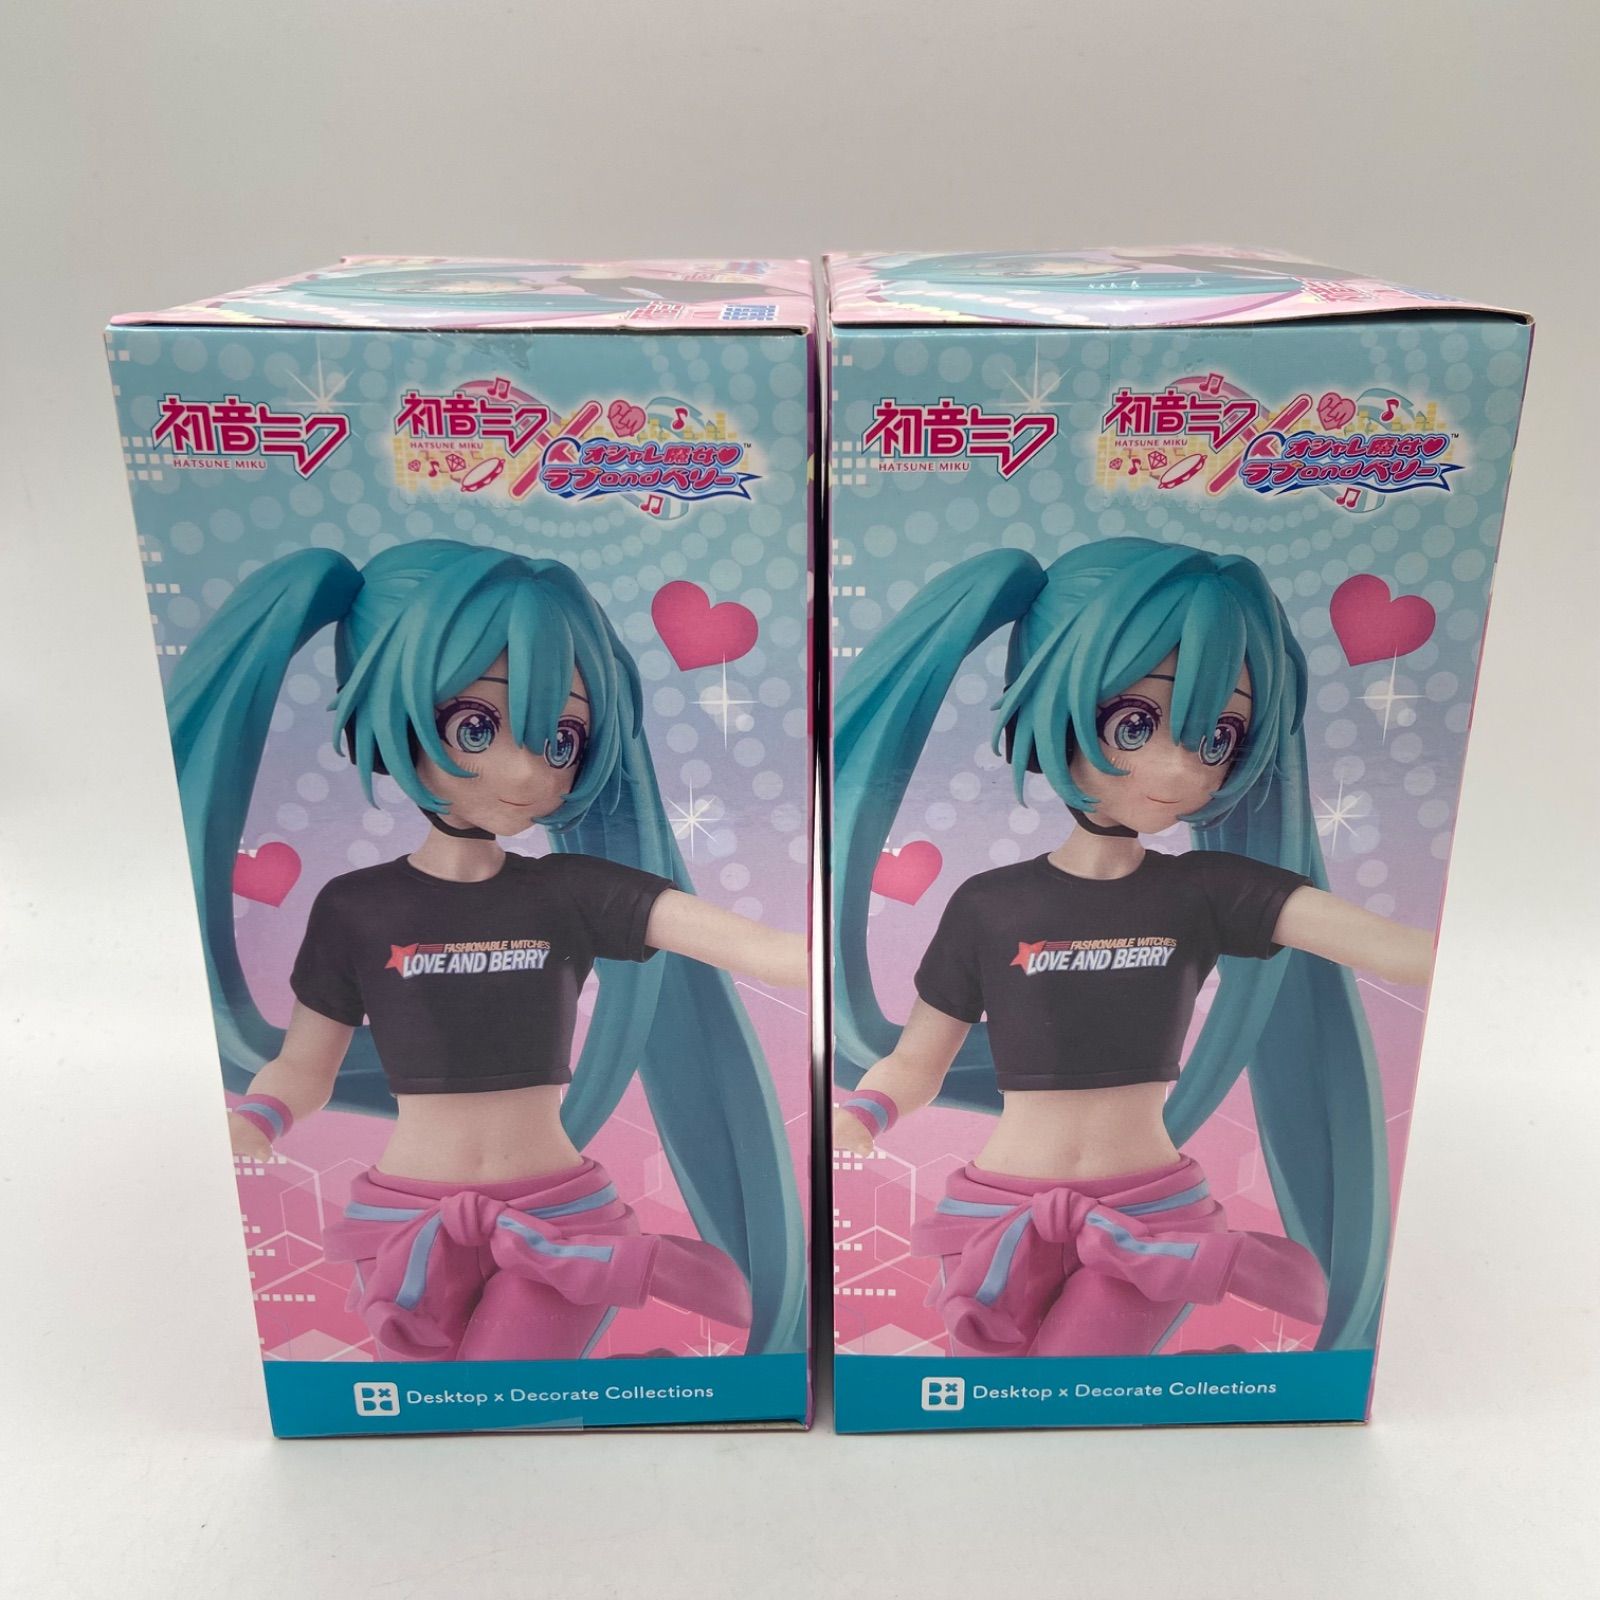 初音ミク
HATSUNE MIKU
初音ミク
HATSUNE MIKU
オシャレ魔女
ラブandベリー
TM
FASHIONABLE WITCHES
LOVE AND BERRY
Desktop × Decorate Collections
初音ミク
HATSUNE MIKU
初音ミク
HATSUNE MIKU
オシャレ魔女
ラブandベリー
TM
FASHIONABLE WITCHES
LOVE AND BERRY
Desktop × Decorate Collections